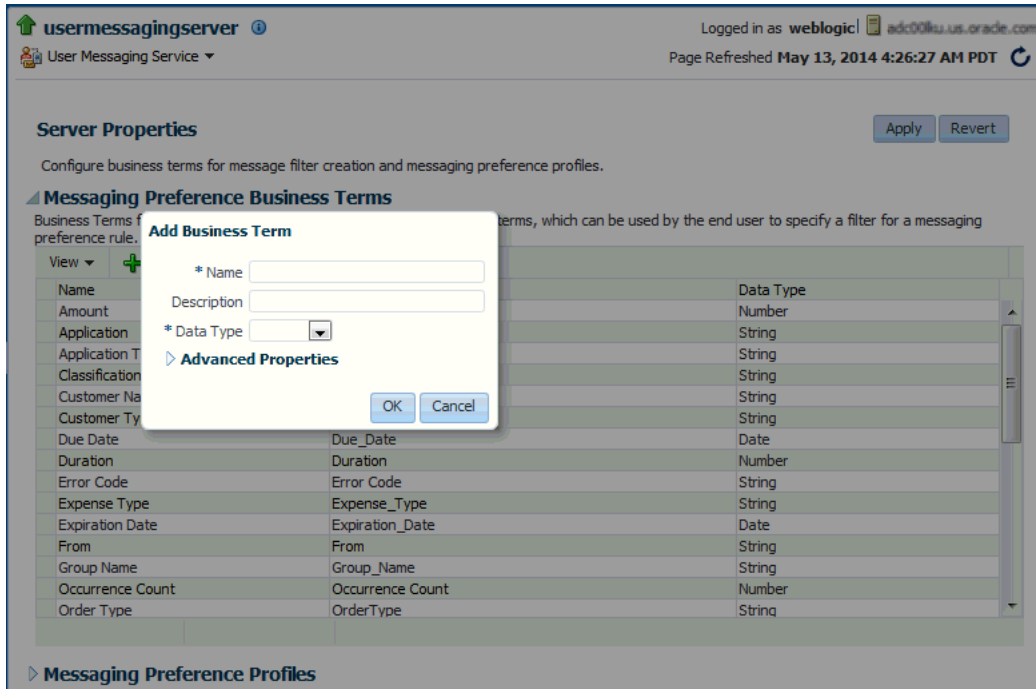 usermessagingserver
Logged in as weblogic
User Messaging Service
Page Refreshed May 13, 2014 4:26:27 AM PDT
Server Properties
Apply Revert
Configure business terms for message filter creation and messaging preference profiles.
Messaging Preference Business Terms
Business Terms terms, which can be used by the end user to specify a filter for a messaging
preference rule.
View
Add Business Term
* Name
Description
* Data Type
Advanced Properties
OK Cancel
Name Data Type
Amount Number
Application String
Application T String
Classification String
Customer Na String
Customer Ty String
Due Date Due_Date Date
Duration Duration Number
Error Code Error Code String
Expense Type Expense_Type String
Expiration Date Expiration_Date Date
From From String
Group Name Group_Name String
Occurrence Count Occurrence Count Number
Order Type OrderType String
Messaging Preference Profiles